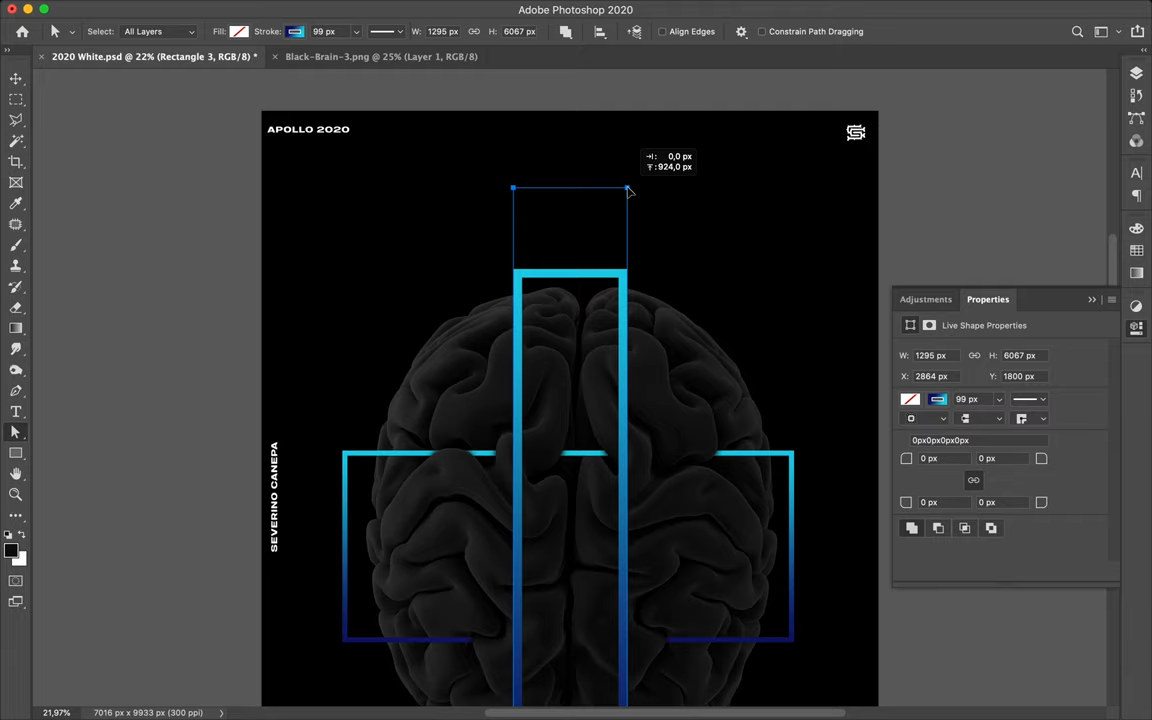 Adobe Photoshop 2020
Select: All Layers Fill: Stroke: 99 px W: 1295 px H: 6067 px Align Edges Constrain Path Dragging
2020 White.psd @ 22% (Rectangle 3, RGB/8) * Black-Brain-3.png @ 25% (Layer 1, RGB/8)
APOLLO 2020
0,0 px
924,0 px
Adjustments Properties
Live Shape Properties
W: 1295 px H: 6067 px
X: 2864 px Y: 1800 px
99 px
0px0px0px0px
0 px 0 px
0 px 0 px
SEVERINO CANEPA
21,97% 7016 px x 9933 px (300 ppi)